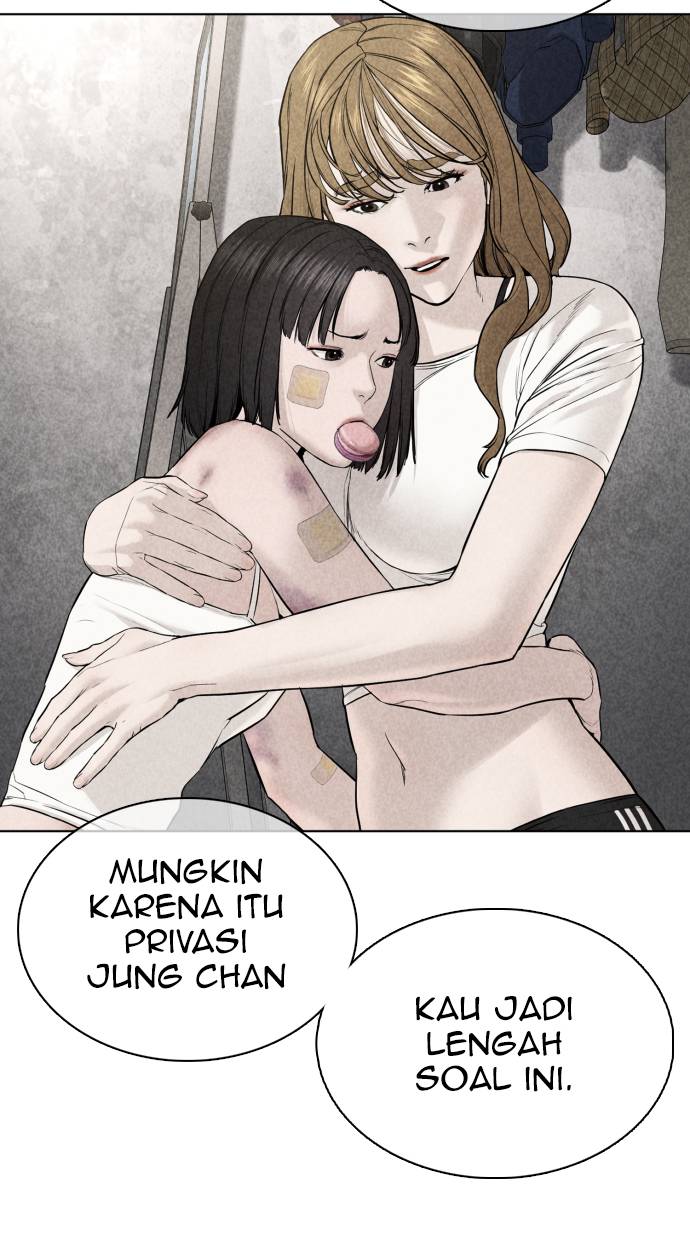 MUNGKIN
KARENA ITU
PRIVASI
JUNG CHAN
KAU JADI
LENGAH
SOAL INI.